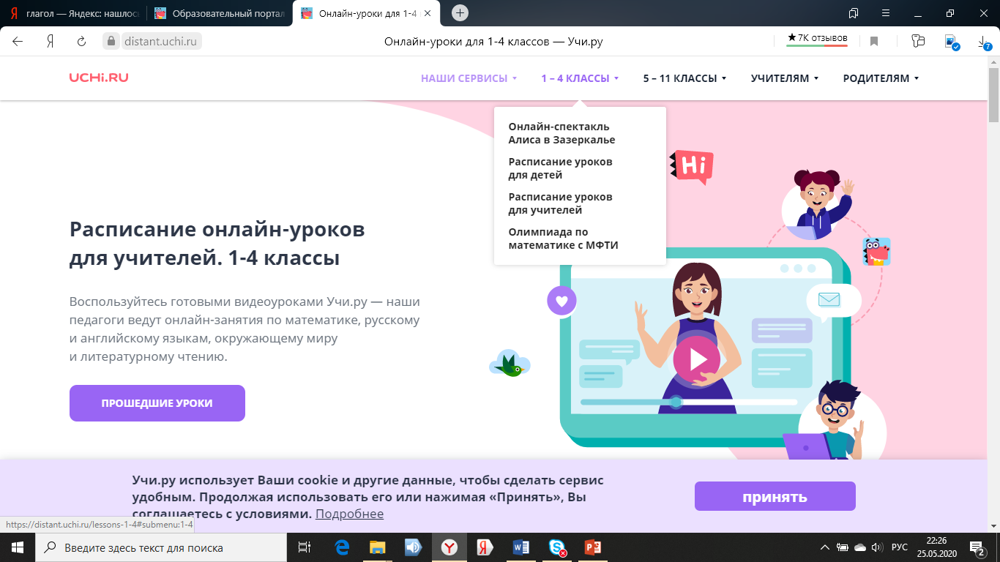 глагол — Яндекс: нашлос
Образовательный портал
Онлайн-уроки для 1-4
distant.uchi.ru
Онлайн-уроки для 1-4 классов — Учи.ру
★7K отзывов
7
UCHi.RU
НАШИ СЕРВИСЫ
1 – 4 КЛАССЫ
5 – 11 КЛАССЫ
УЧИТЕЛЯМ
РОДИТЕЛЯМ
Онлайн-спектакль
Алиса в Зазеркалье
Расписание уроков
для детей
Расписание уроков
для учителей
Олимпиада по
математике с МФТИ
Hi
Расписание онлайн-уроков
для учителей. 1-4 классы
Воспользуйтесь готовыми видеоуроками Учи.ру — наши
педагоги ведут онлайн-занятия по математике, русскому
и английскому языкам, окружающему миру
и литературному чтению.
ПРОШЕДШИЕ УРОКИ
Учи.ру использует Ваши cookie и другие данные, чтобы сделать сервис
удобным. Продолжая использовать его или нажимая «Принять», Вы
соглашаетесь с условиями. Подробнее
принять
https://distant.uchi.ru/lessons-1-4#submenu:1-4
Введите здесь текст для поиска
РУС
22:26
25.05.2020
2